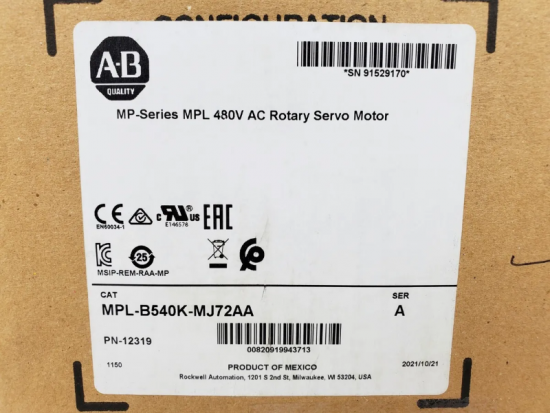 CONFIGURATION
A-B
QUALITY
*SN 91529170*
MP-Series MPL 480V AC Rotary Servo Motor
CE
EN60034-1
c RU ® US
E146578
EAC
25
MSIP-REM-RAA-MP
CAT
MPL-B540K-MJ72AA
SER
A
PN-12319
00820919943713
1150
PRODUCT OF MEXICO
2021/10/21
Rockwell Automation, 1201 S 2nd St, Milwaukee, WI 53204, USA